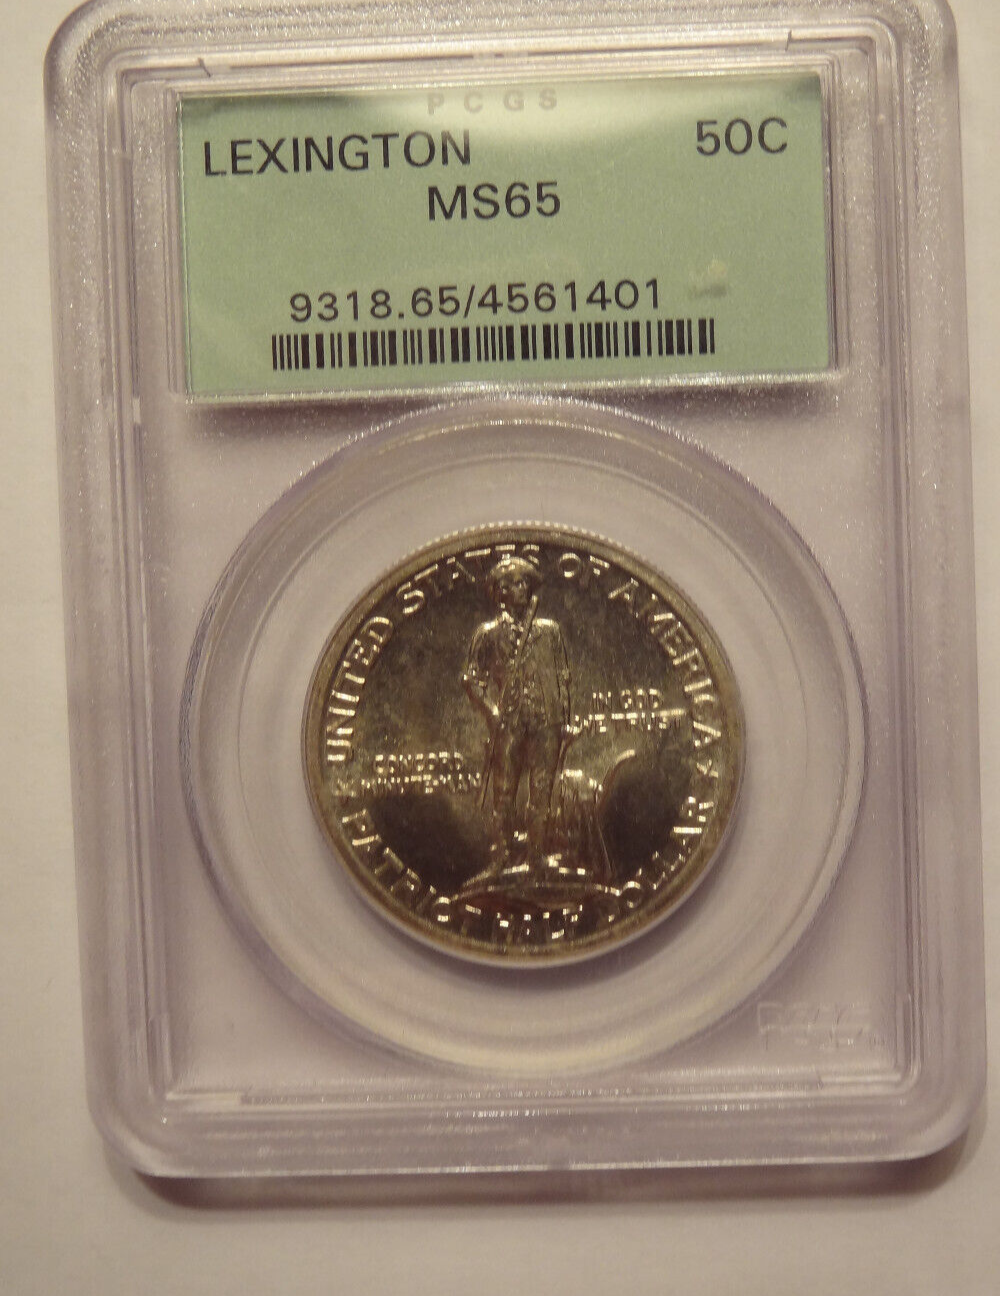 PCGS
LEXINGTON 50C
MS65
9318.65/4561401
UNITED STATES OF AMERICA
IN GOD
WE TRUST
CONCORD
MINUTE-MAN
PATRIOT HALF DOLLAR